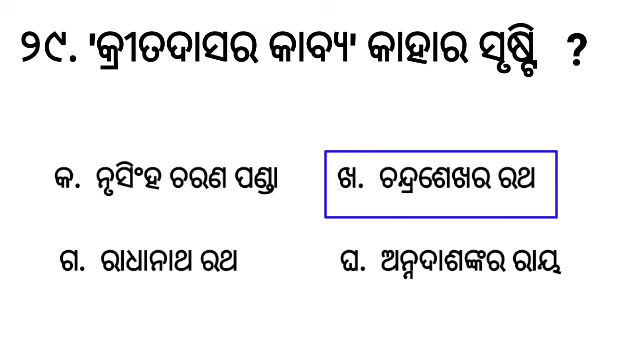 ୨୯. 'କ୍ରୀତଦାସର କାବ୍ୟ' କାହାର ସୃଷ୍ଟି ?
କ. ନୃସିଂହ ଚରଣ ପଣ୍ଡା ଖ. ଚନ୍ଦ୍ରଶେଖର ରଥ
ଗ. ରାଧାନାଥ ରଥ ଘ. ଅନ୍ନଦାଶଙ୍କର ରାୟ